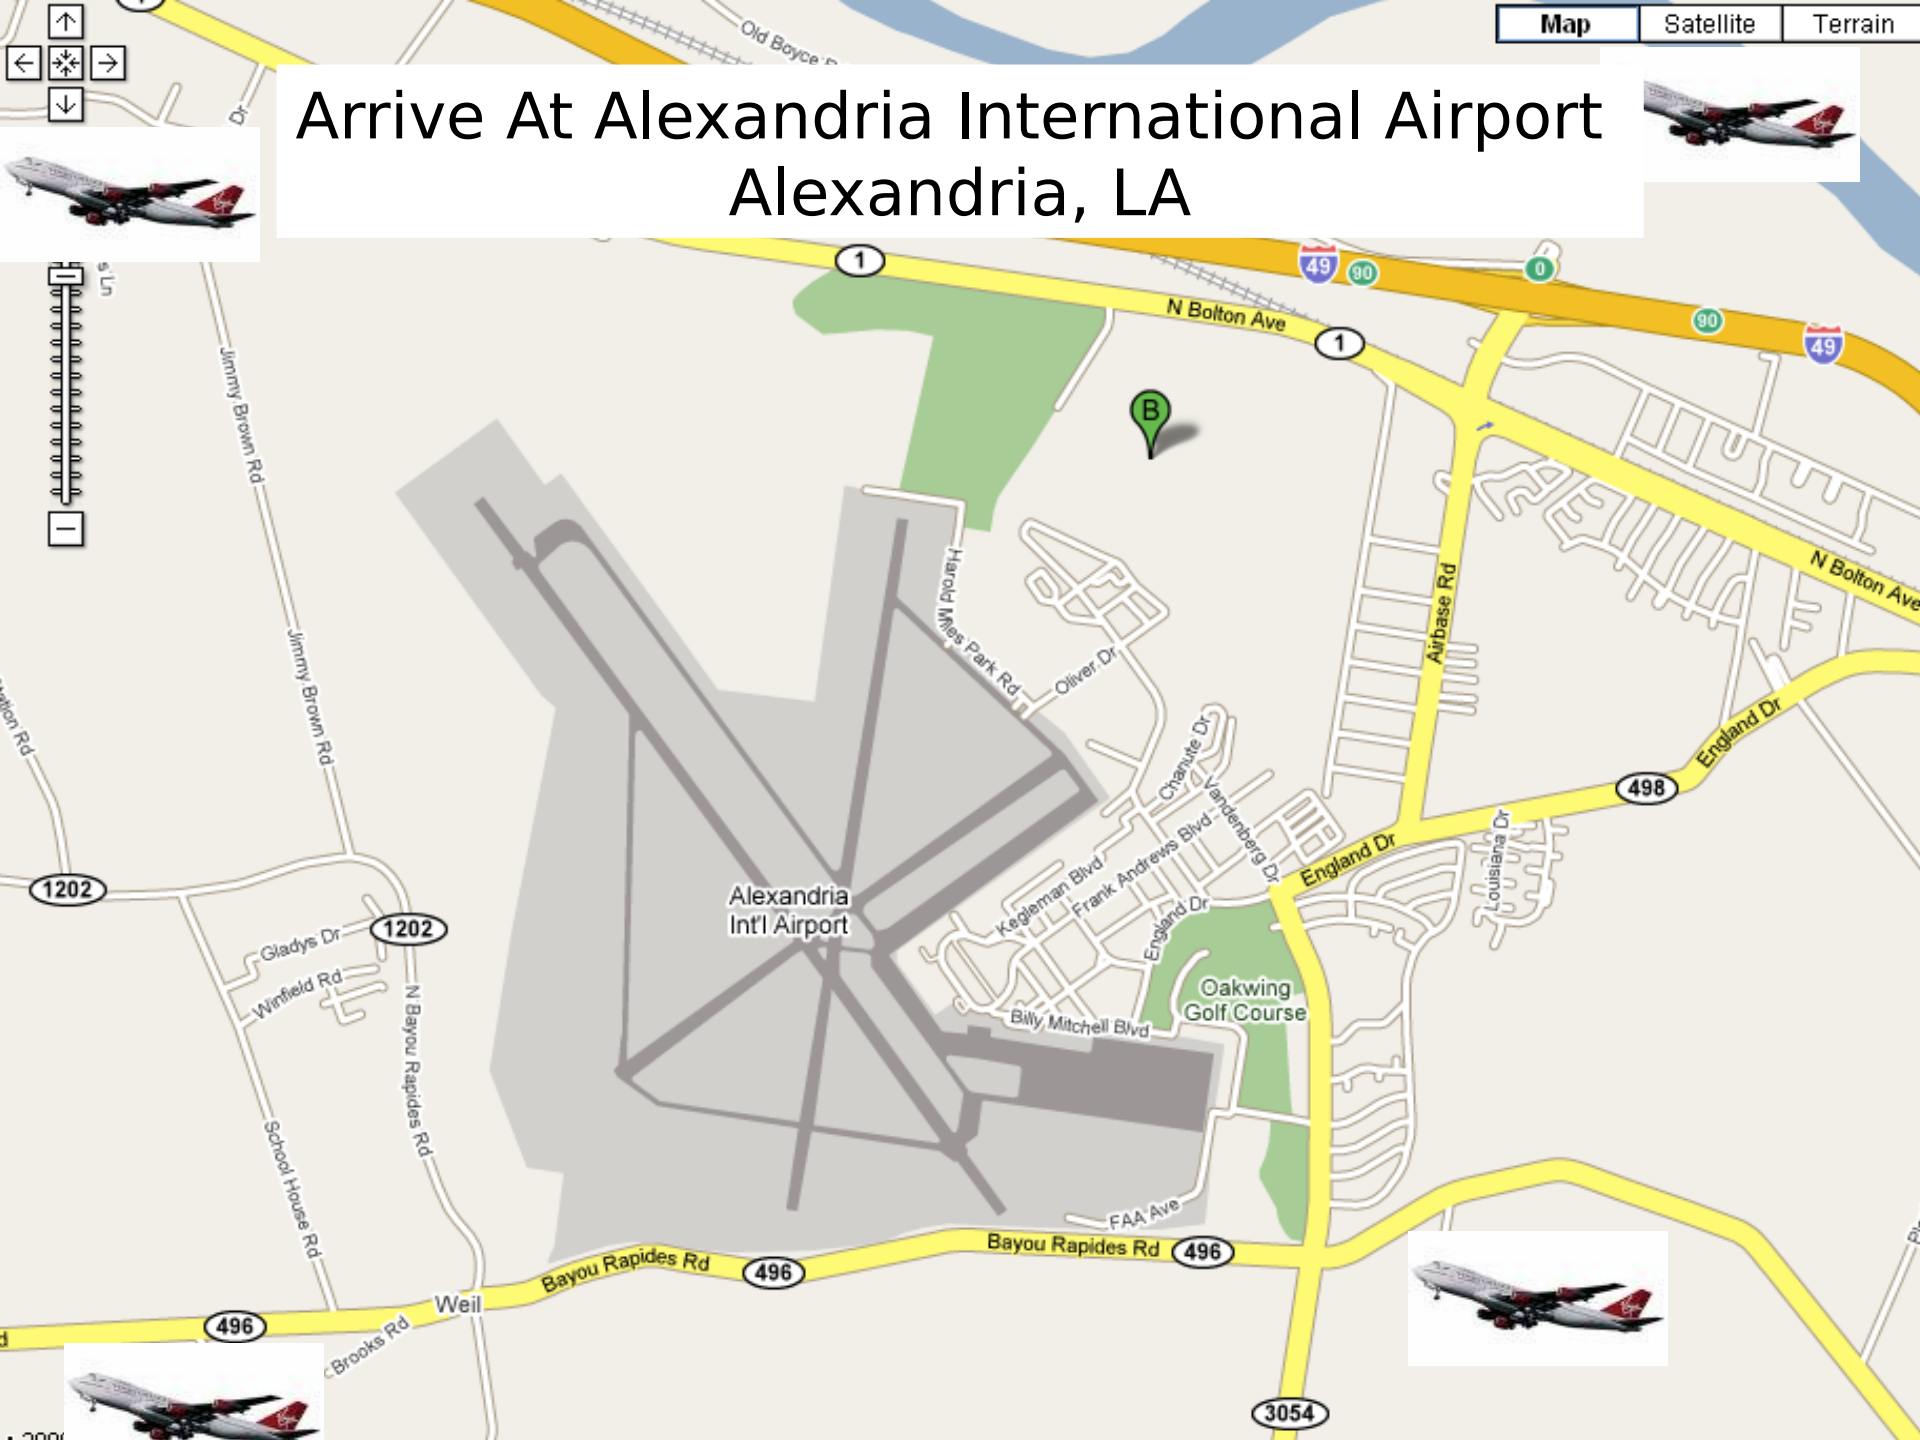 Map
Satellite
Terrain
Old Boyce
Dr
Arrive At Alexandria International Airport
Alexandria, LA
1
49
90
0
N Bolton Ave
1
90
49
s Ln
Jimmy Brown Rd
B
N Bolton Ave
Harold Miles Park Rd
Airbase Rd
Oliver Dr
Jimmy Brown Rd
Rd
England Dr
Chanute Dr
Vandenberg Dr
498
Louisiana Dr
England Dr
Frank Andrews Blvd
Kegleman Blvd
1202
Alexandria
Int'l Airport
England Dr
1202
Gladys Dr
Winfield Rd
N Bayou Rapides Rd
Oakwing
Golf Course
Billy Mitchell Blvd
School House Rd
FAA Ave
Bayou Rapides Rd
496
Bayou Rapides Rd
496
Weil
496
Brooks Rd
3054